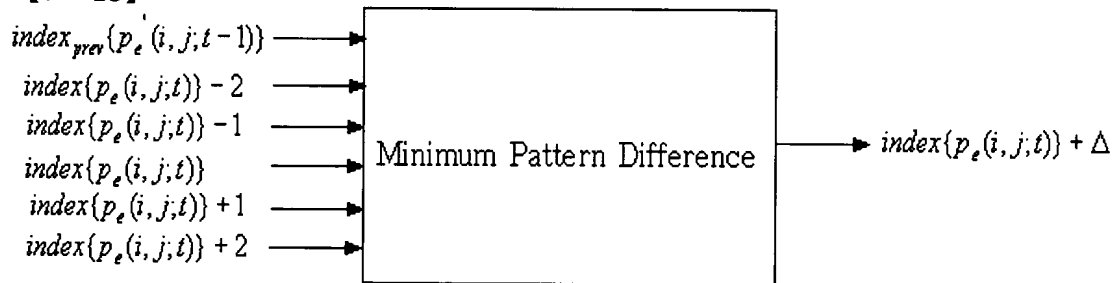 index_prev{p_e'(i,j;t−1)}
index{p_e(i,j;t)} − 2
index{p_e(i,j;t)} − 1
index{p_e(i,j;t)}
index{p_e(i,j;t)} + 1
index{p_e(i,j;t)} + 2
Minimum Pattern Difference
index{p_e(i,j;t)} + Δ